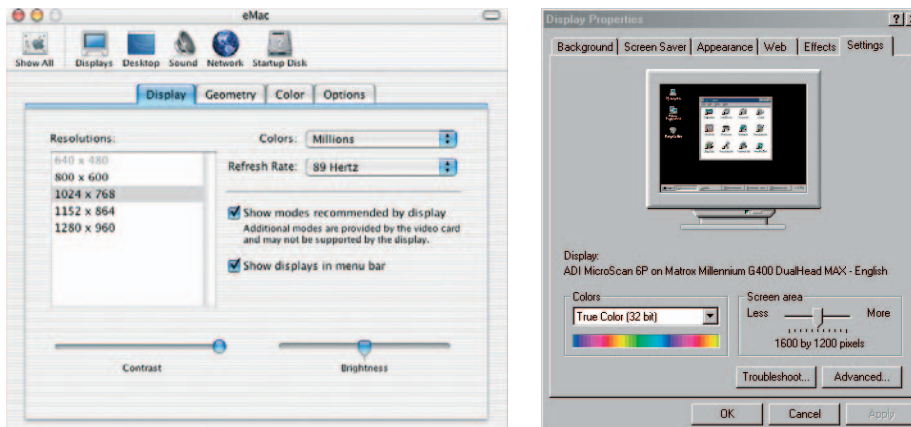 eMac
Show All Displays Desktop Sound Network Startup Disk
Display Geometry Color Options
Resolutions:
640 x 480
800 x 600
1024 x 768
1152 x 864
1280 x 960
Colors: Millions
Refresh Rate: 89 Hertz
Show modes recommended by display
Additional modes are provided by the video card
and may not be supported by the display.
Show displays in menu bar
Contrast Brightness
Display Properties
Background Screen Saver Appearance Web Effects Settings
Display:
ADI MicroScan 6P on Matrox Millennium G400 DualHead MAX - English
Colors
True Color (32 bit)
Screen area
Less More
1600 by 1200 pixels
Troubleshoot... Advanced...
OK Cancel Apply